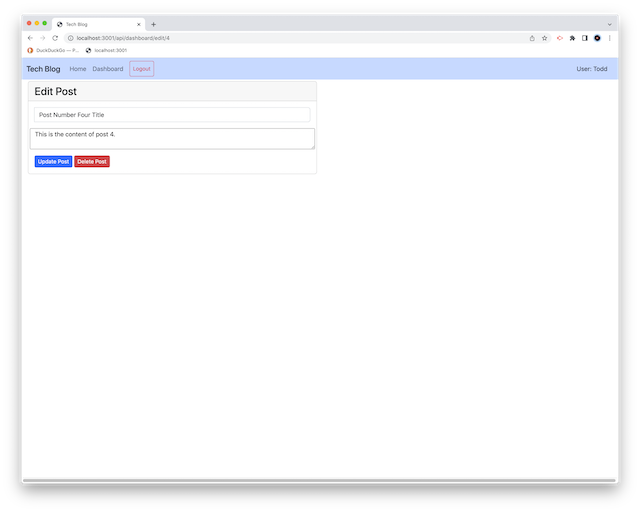 Tech Blog
localhost:3001/api/dashboard/edit/4
DuckDuckGo — P... localhost:3001
Tech Blog Home Dashboard Logout User: Todd
Edit Post
Post Number Four Title
This is the content of post 4.
Update Post Delete Post